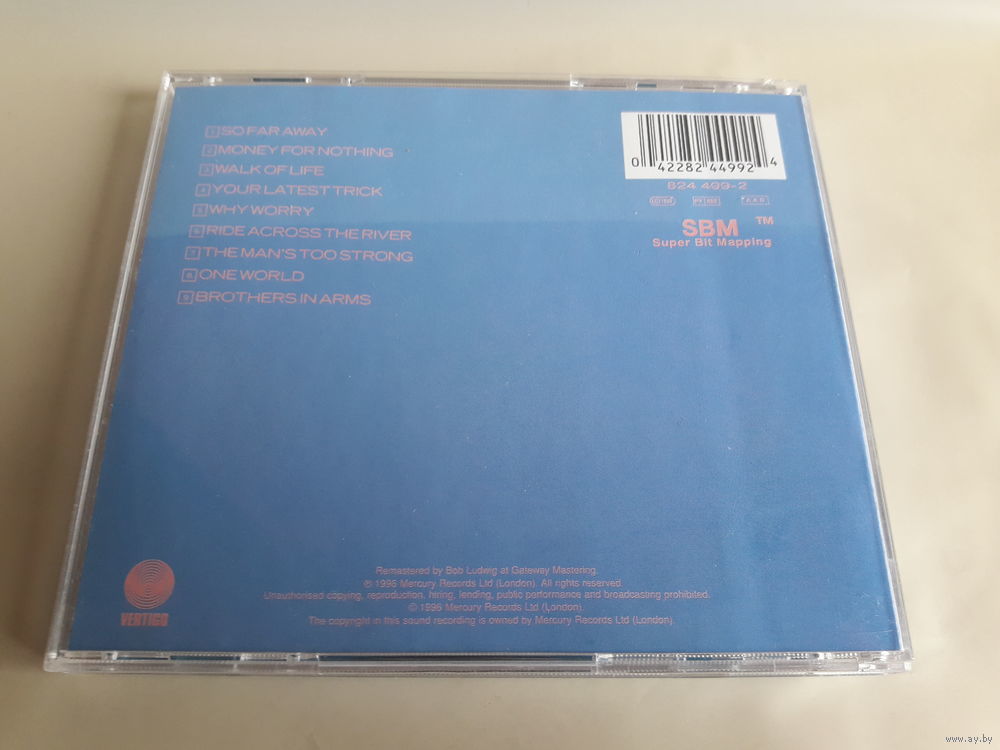 1 SO FAR AWAY
2 MONEY FOR NOTHING
3 WALK OF LIFE
4 YOUR LATEST TRICK
5 WHY WORRY
6 RIDE ACROSS THE RIVER
7 THE MAN'S TOO STRONG
8 ONE WORLD
9 BROTHERS IN ARMS
0 42282 44992 4
824 499-2
SBM TM
Super Bit Mapping
Remastered by Bob Ludwig at Gateway Mastering.
℗ 1996 Mercury Records Ltd (London). All rights reserved.
Unauthorised copying, reproduction, hiring, lending, public performance and broadcasting prohibited.
© 1996 Mercury Records Ltd (London).
The copyright in this sound recording is owned by Mercury Records Ltd (London).
VERTIGO
www.ay.by